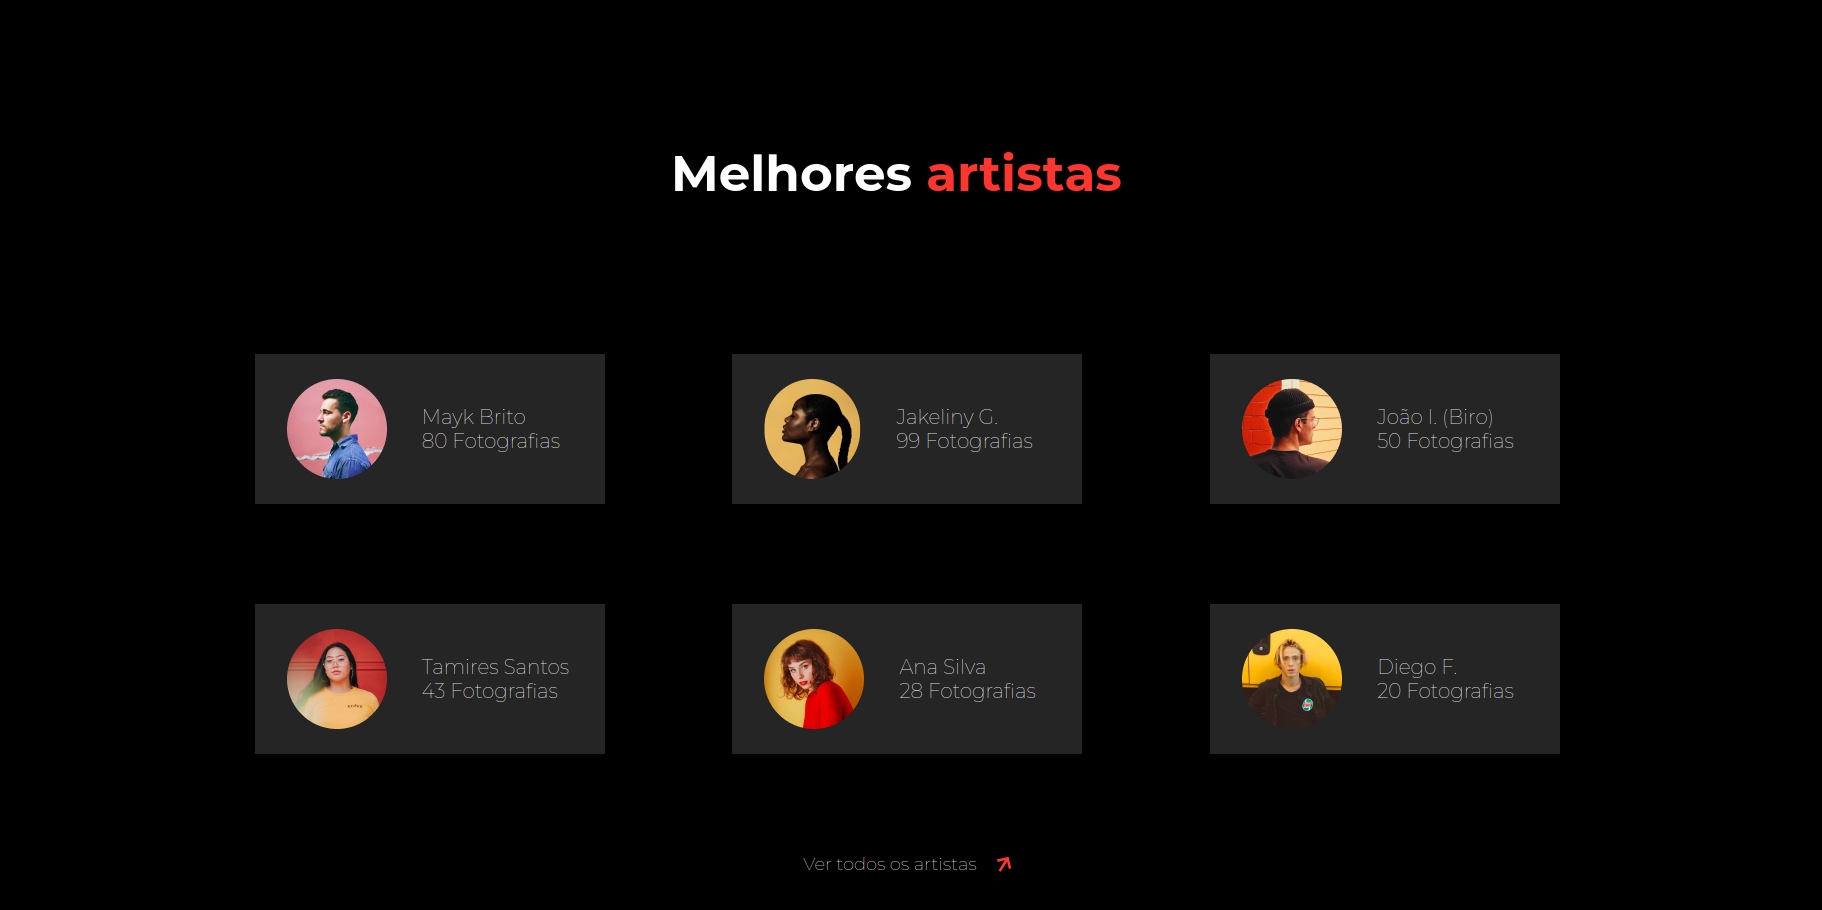 Melhores artistas
Mayk Brito
80 Fotografias
Jakeliny G.
99 Fotografias
João I. (Biro)
50 Fotografias
Tamires Santos
43 Fotografias
Ana Silva
28 Fotografias
Diego F.
20 Fotografias
Ver todos os artistas